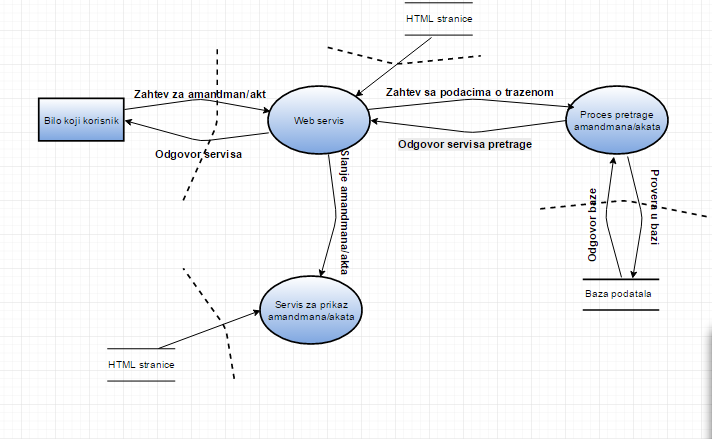 HTML stranice
Zahtev za amandman/akt
Zahtev sa podacima o trazenom
Bilo koji korisnik
Web servis
Proces pretrage
amandmana/akata
Odgovor servisa
Odgovor servisa pretrage
Slanje amandmana/akta
Odgovor baze
Provera u bazi
Baza podatala
Servis za prikaz
amandmana/akata
HTML stranice